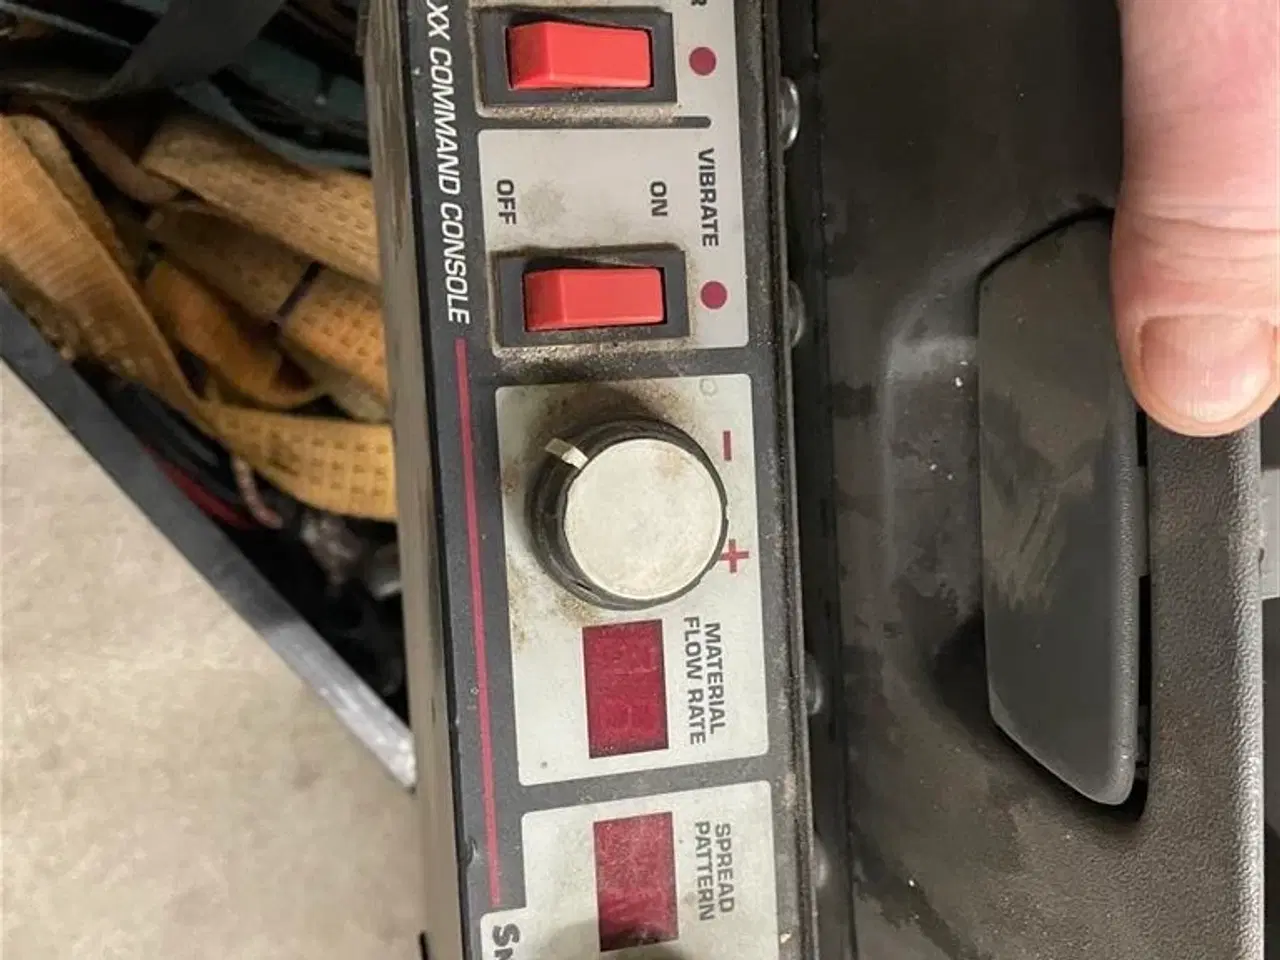 XX COMMAND CONSOLE
VIBRATE
ON
OFF
− +
MATERIAL
FLOW RATE
SPREAD
PATTERN